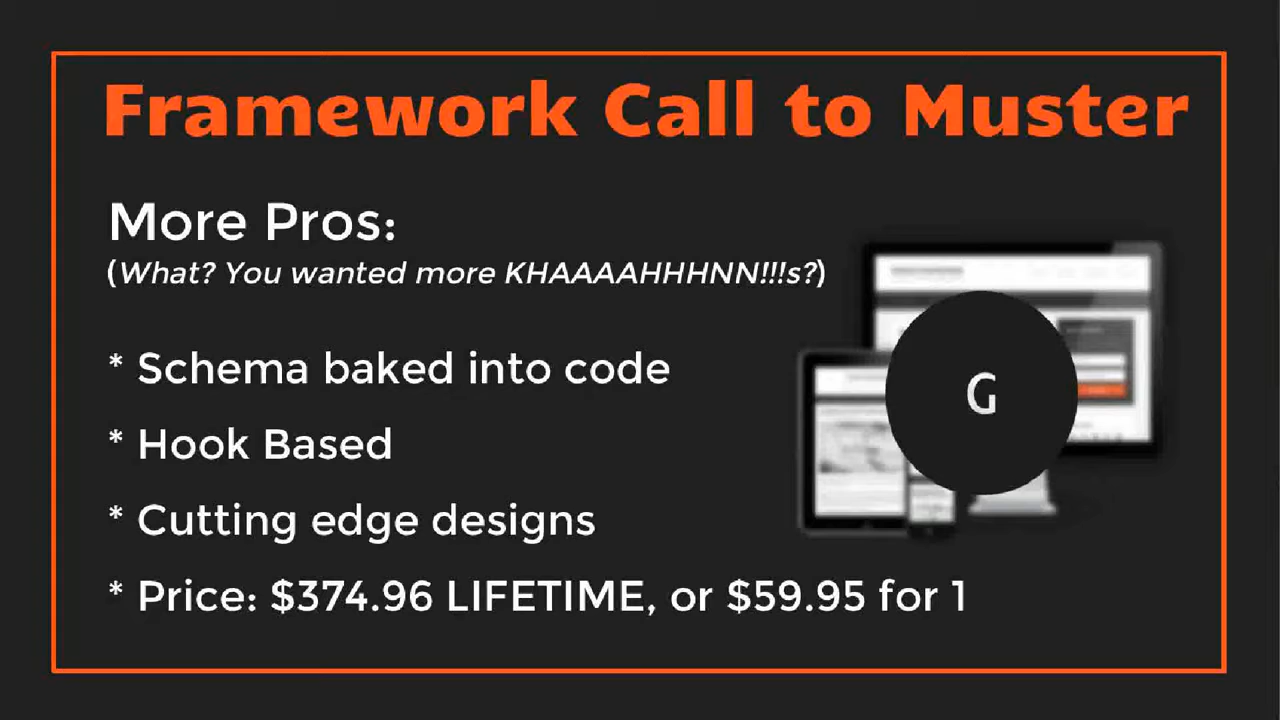 Framework Call to Muster
More Pros:
(What? You wanted more KHAAAAHHHNN!!!s?)
* Schema baked into code
* Hook Based
* Cutting edge designs
* Price: $374.96 LIFETIME, or $59.95 for 1
G